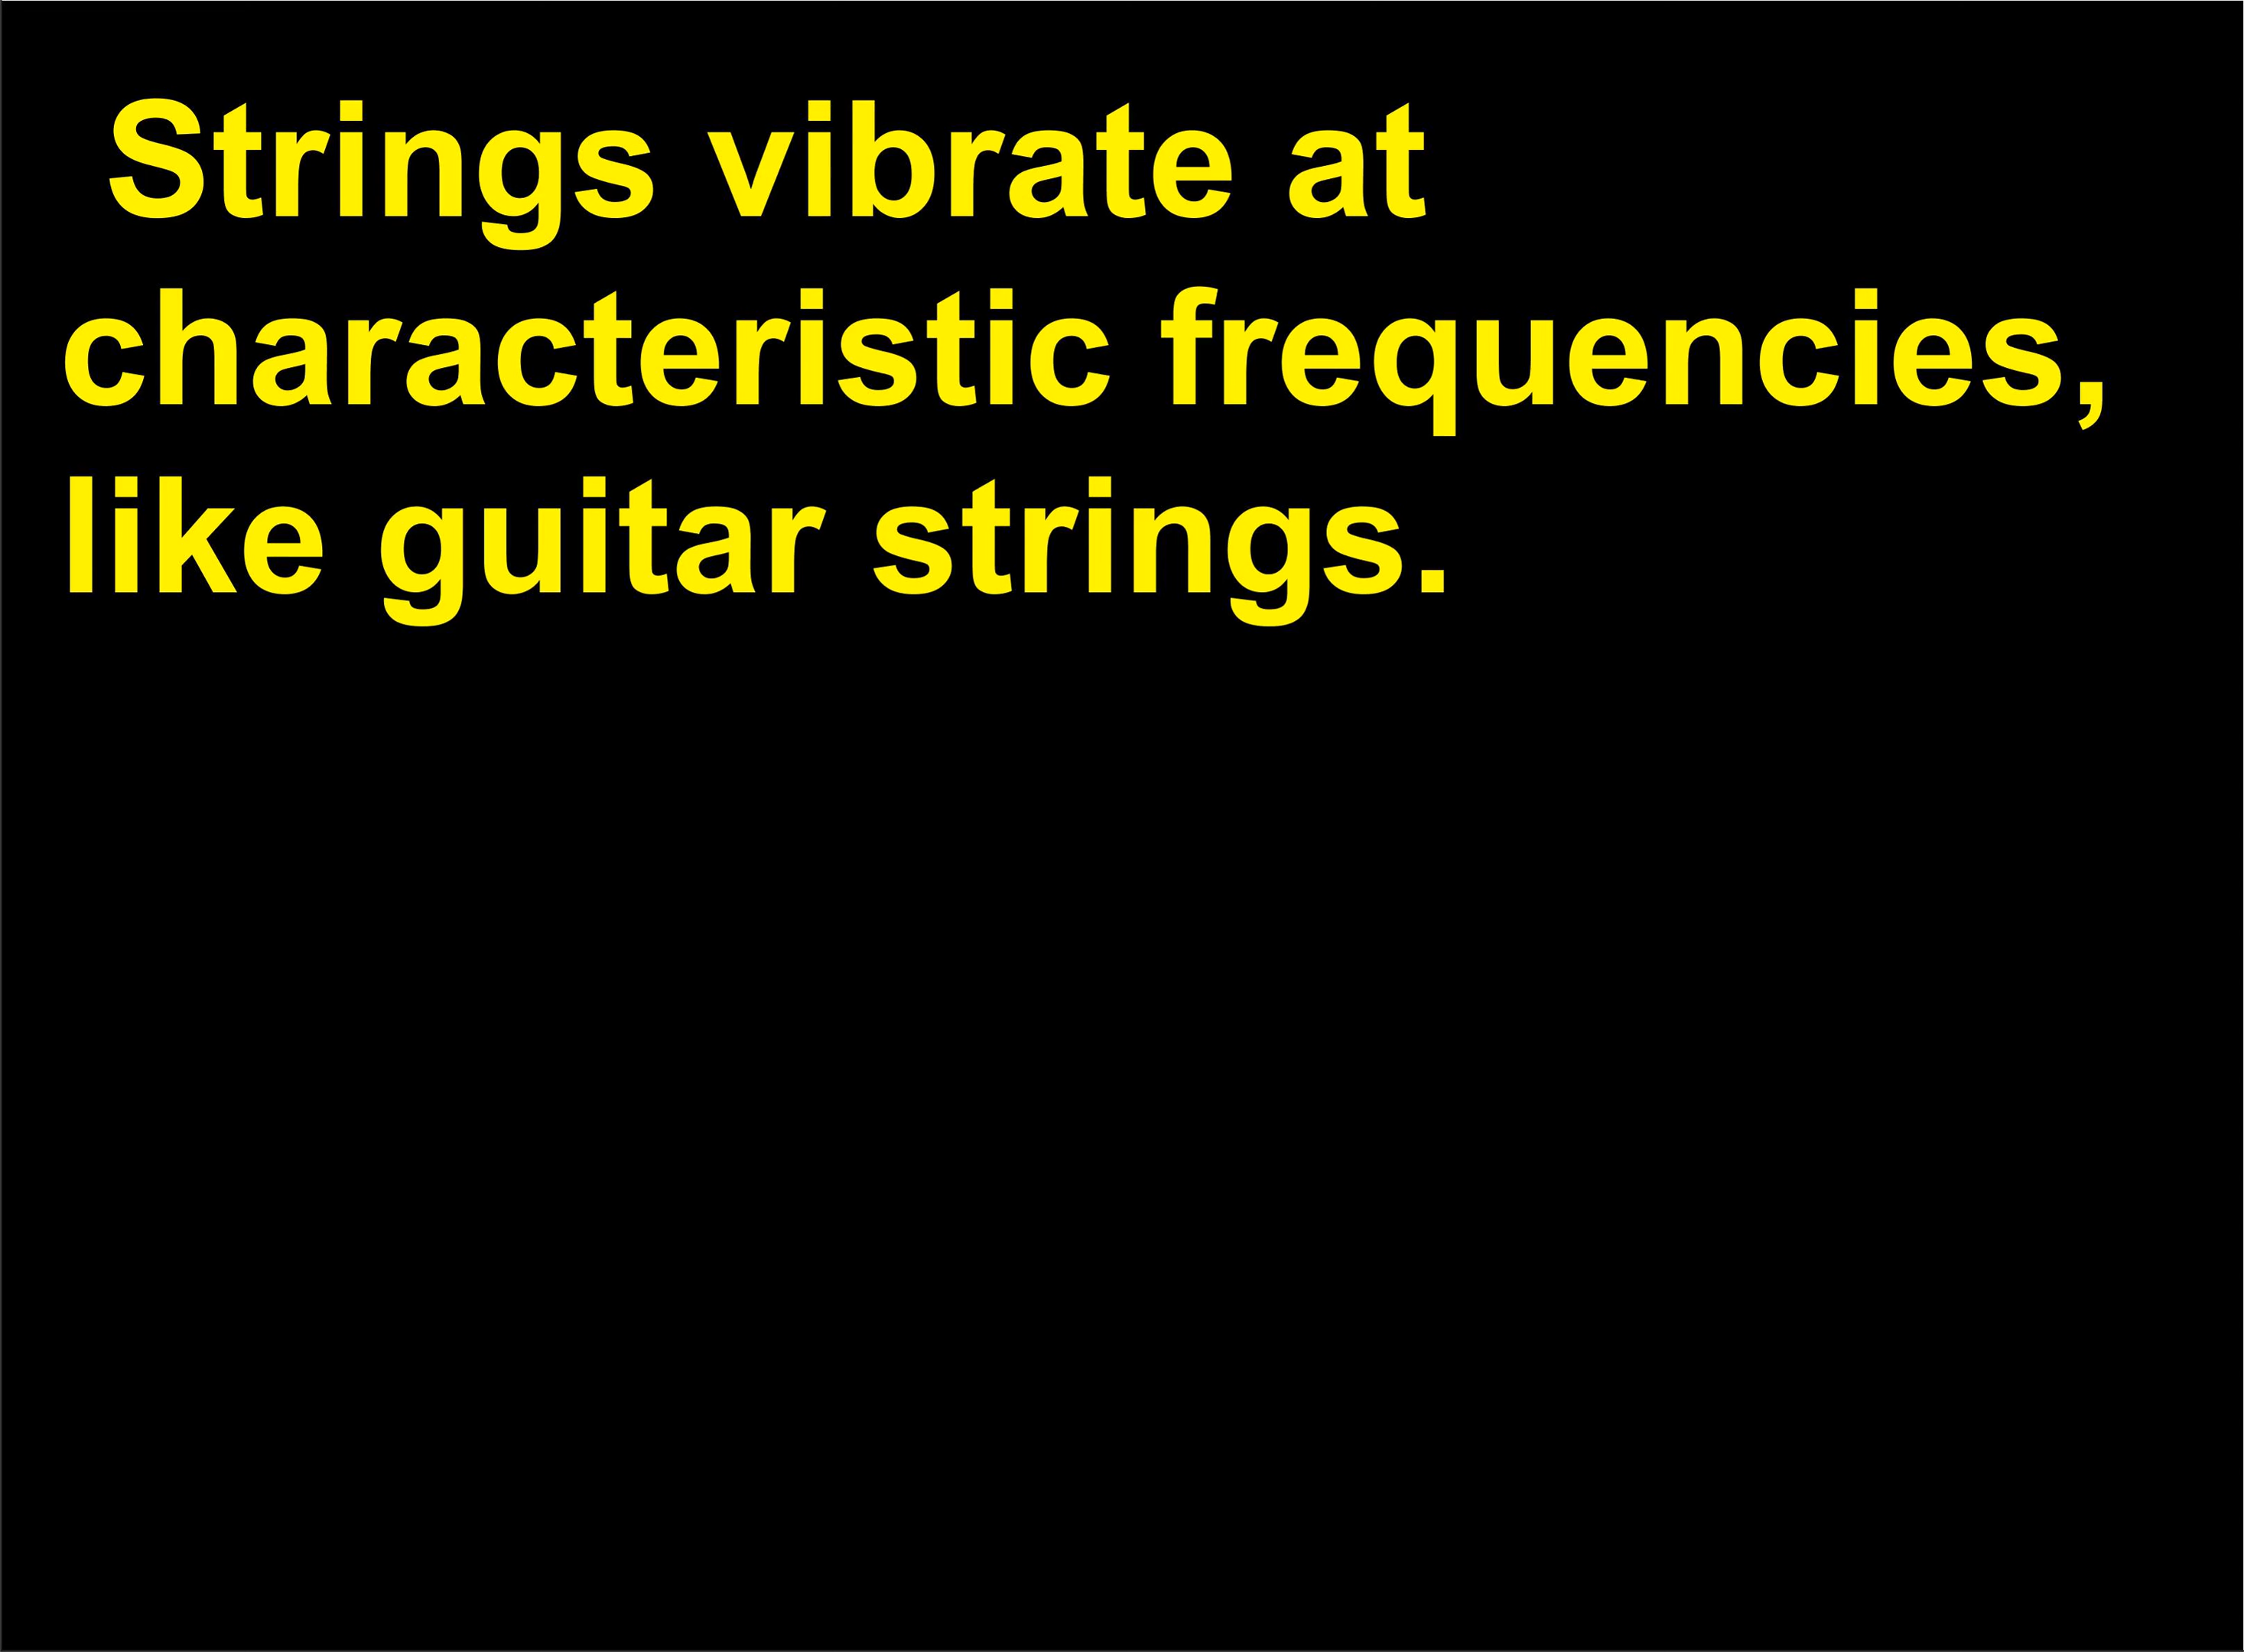 Strings vibrate at
characteristic frequencies,
like guitar strings.